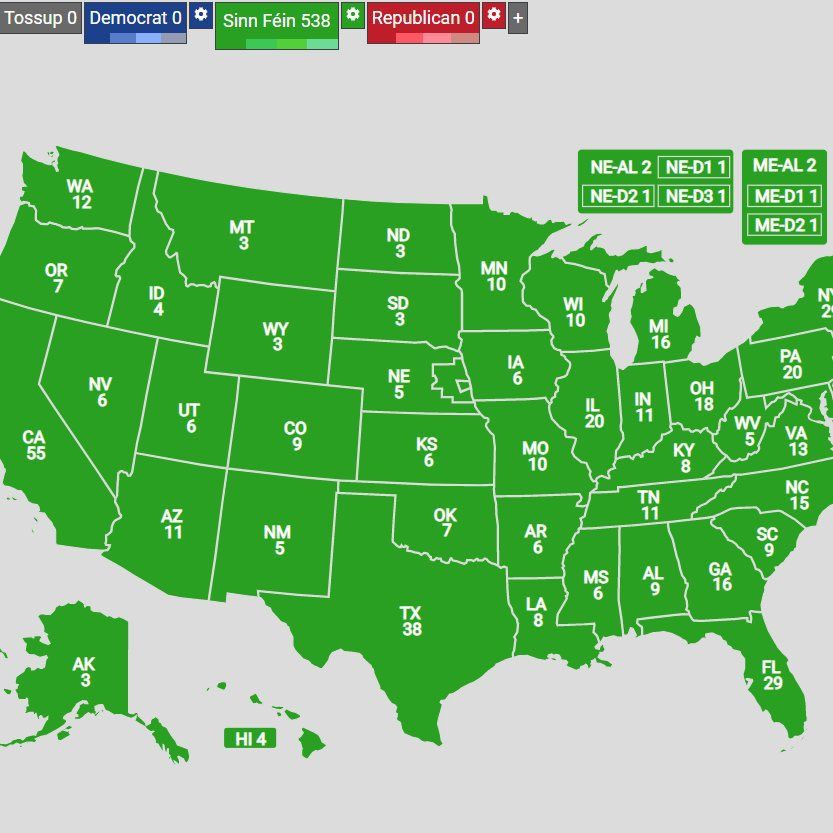 Tossup 0
Democrat 0
Sinn Féin 538
Republican 0
+
NE-AL 2 NE-D1 1
NE-D2 1 NE-D3 1
ME-AL 2
ME-D1 1
ME-D2 1
WA
12
MT
3
ND
3
MN
10
OR
7
ID
4
WY
3
SD
3
WI
10
MI
16
PA
20
NV
6
UT
6
CO
9
NE
5
IA
6
IL
20
IN
11
OH
18
WV
5
VA
13
CA
55
KS
6
MO
10
KY
8
NC
15
AZ
11
NM
5
OK
7
AR
6
TN
11
SC
9
TX
38
LA
8
MS
6
AL
9
GA
16
FL
29
AK
3
HI 4